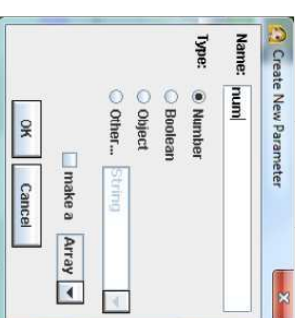 Create New Parameter
Name: num
Type: Number
Boolean
Object
Other... String
make a Array
OK Cancel